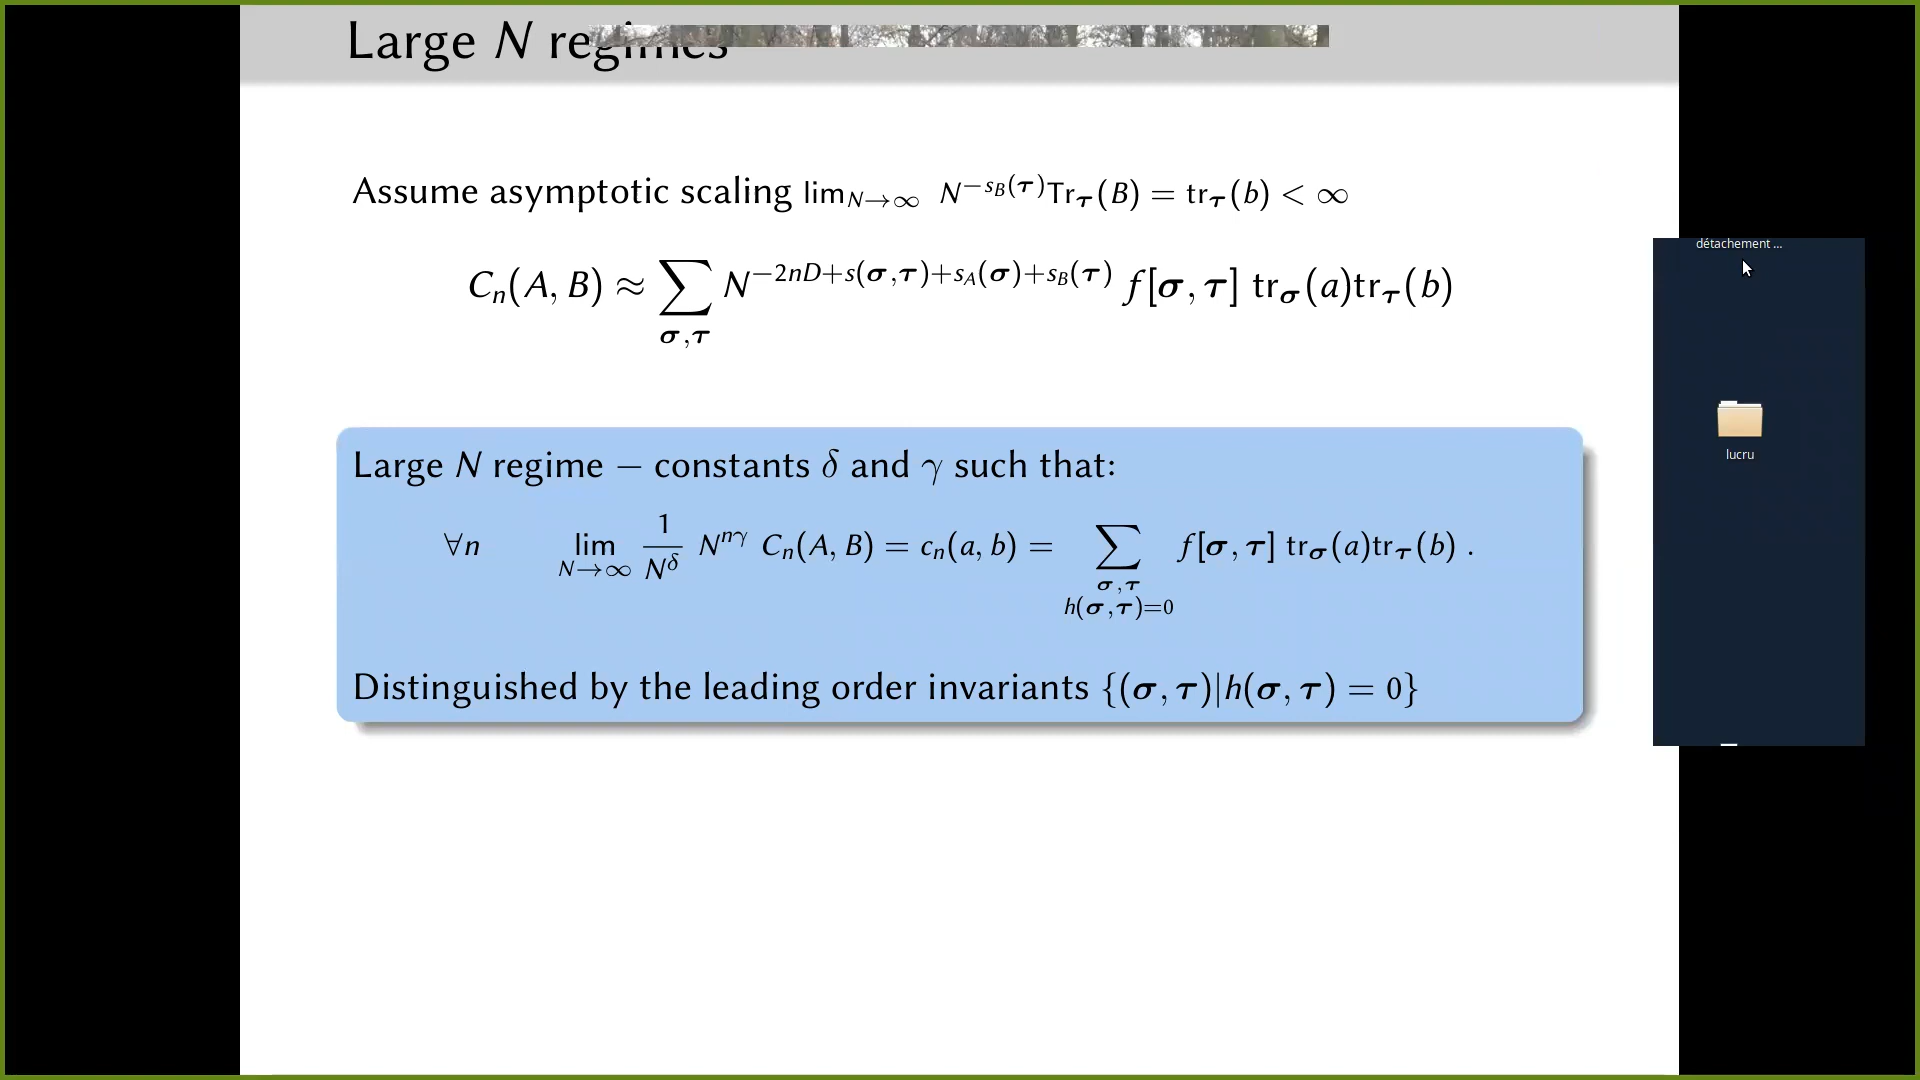 Large N regimes
Assume asymptotic scaling lim_{N→∞} N^{−s_B(τ)}Tr_τ(B) = tr_τ(b) < ∞
C_n(A, B) ≈ ∑_{σ,τ} N^{−2nD+s(σ,τ)+s_A(σ)+s_B(τ)} f[σ, τ] tr_σ(a)tr_τ(b)
Large N regime – constants δ and γ such that:
∀n lim_{N→∞} 1/N^δ N^{nγ} C_n(A, B) = c_n(a, b) = ∑_{σ,τ h(σ,τ)=0} f[σ, τ] tr_σ(a)tr_τ(b) .
Distinguished by the leading order invariants {(σ, τ)|h(σ, τ) = 0}
détachement ...
lucru